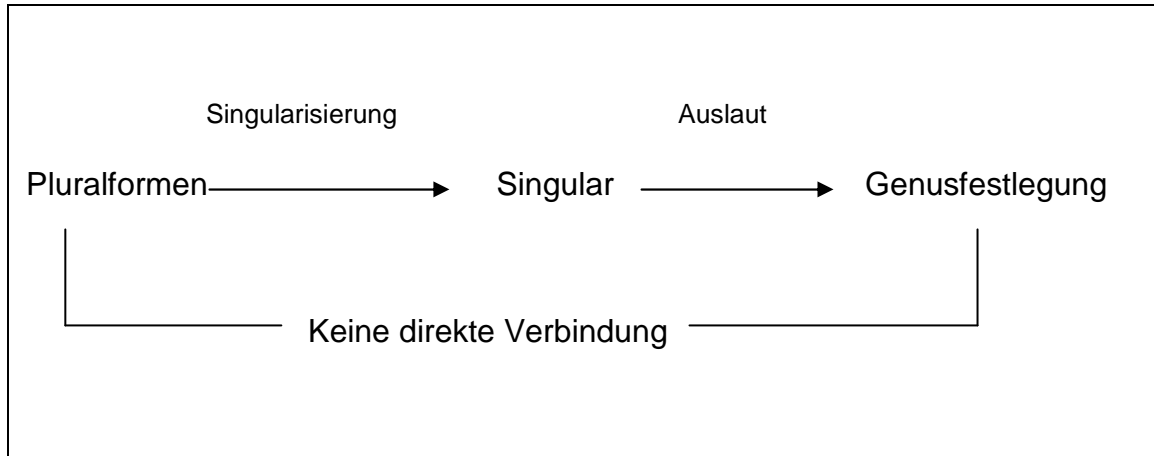 Singularisierung Auslaut
Pluralformen Singular Genusfestlegung
Keine direkte Verbindung